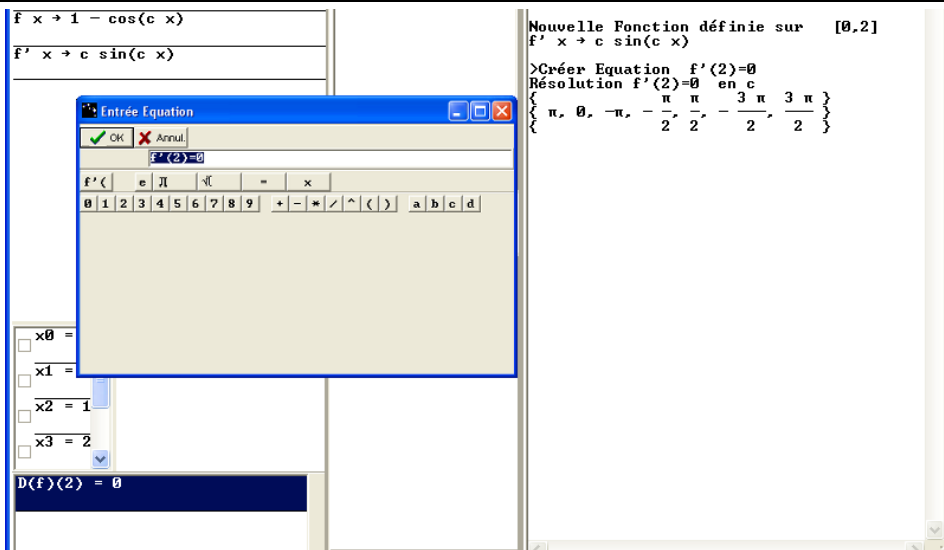 f x → 1 − cos(c x)
f' x → c sin(c x)
Entrée Equation
OK Annul.
f'(2)=0
f'( e π √( = x
0 1 2 3 4 5 6 7 8 9 + - * / ^ ( ) a b c d
x0 =
x1 =
x2 = 1
x3 = 2
D(f)(2) = 0
Nouvelle Fonction définie sur [0,2]
f' x → c sin(c x)
>Créer Equation f'(2)=0
Résolution f'(2)=0 en c
{ π π 3 π 3 π }
{ π, 0, −π, − ─, ─, − ───, ─── }
{ 2 2 2 2 }